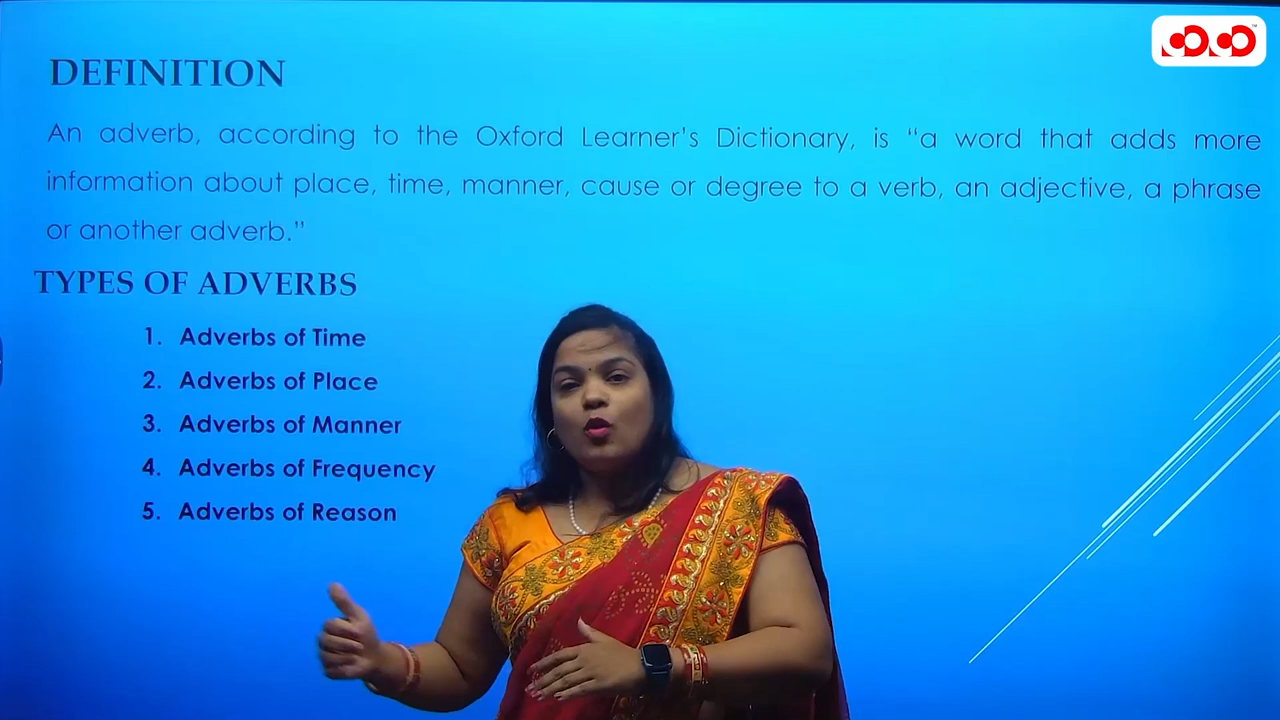 DEFINITION
An adverb, according to the Oxford Learner's Dictionary, is “a word that adds more
information about place, time, manner, cause or degree to a verb, an adjective, a phrase
or another adverb.”
TYPES OF ADVERBS
1. Adverbs of Time
2. Adverbs of Place
3. Adverbs of Manner
4. Adverbs of Frequency
5. Adverbs of Reason